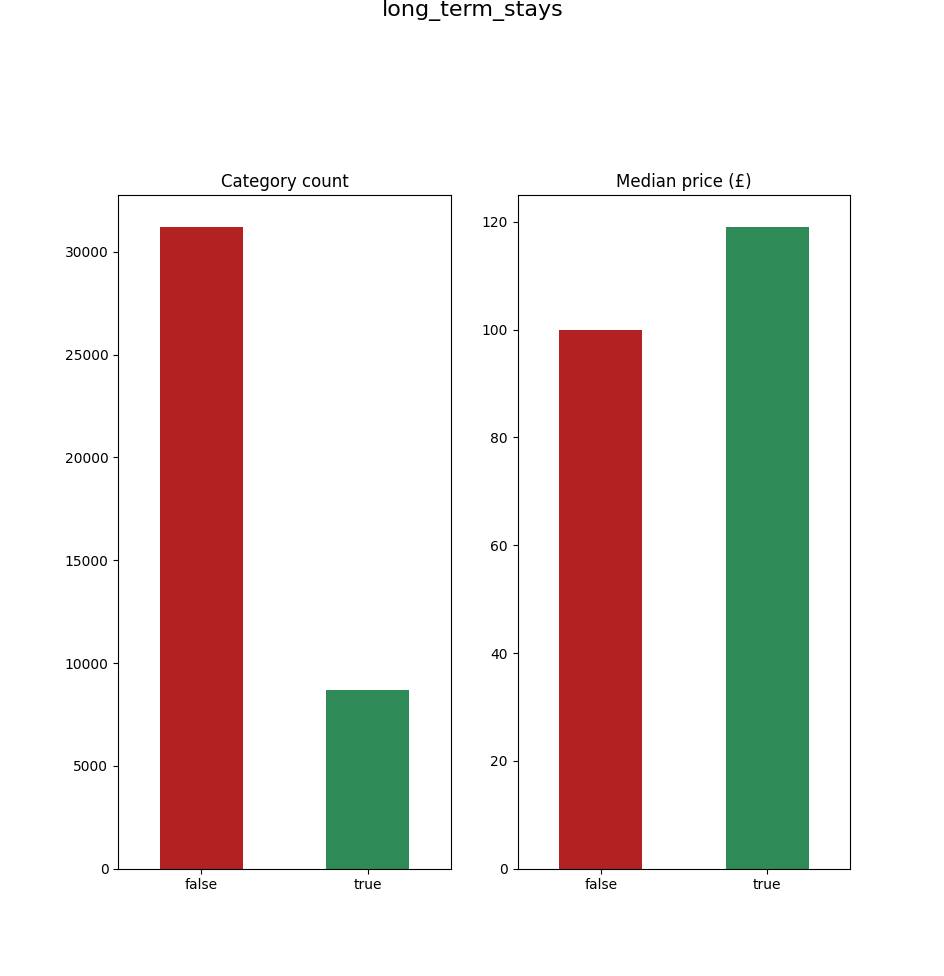 long_term_stays
Category count
30000
25000
20000
15000
10000
5000
0
false true
Median price (£)
120
100
80
60
40
20
0
false true